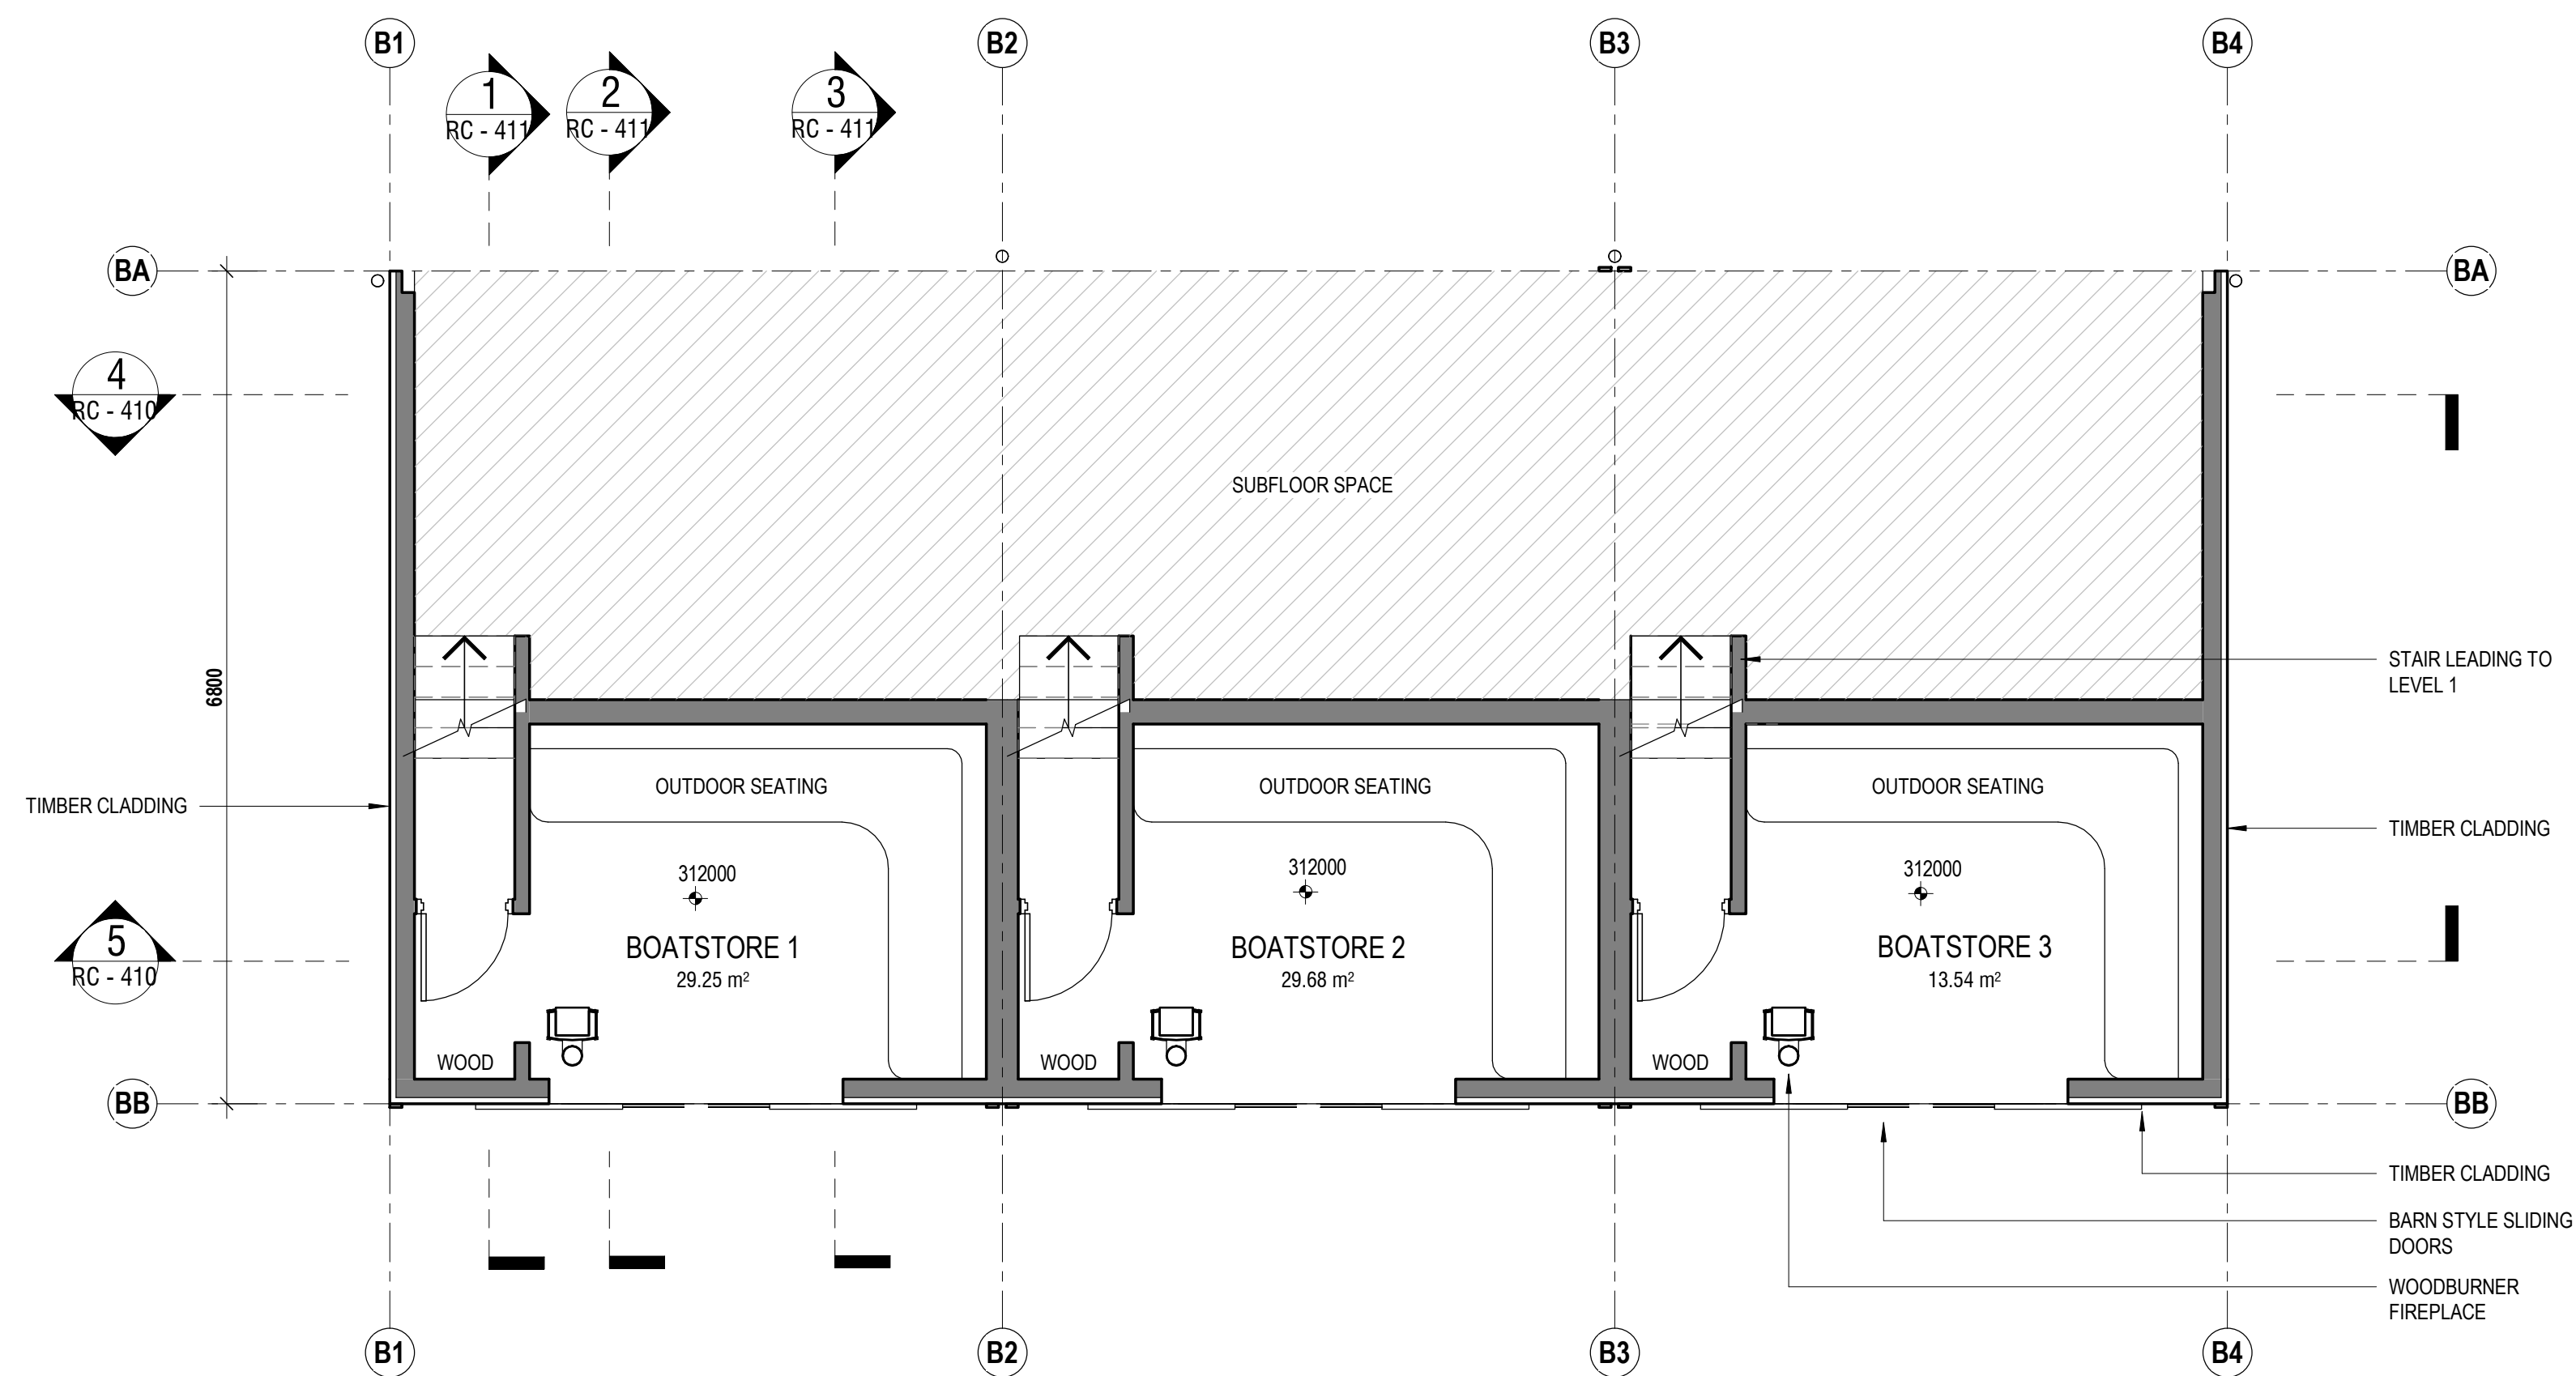 B1
B2
B3
B4
1
RC - 411
2
RC - 411
3
RC - 411
BA
BA
4
RC - 410
SUBFLOOR SPACE
6800
STAIR LEADING TO
LEVEL 1
TIMBER CLADDING
OUTDOOR SEATING
OUTDOOR SEATING
OUTDOOR SEATING
TIMBER CLADDING
312000
312000
312000
5
RC - 410
BOATSTORE 1
29.25 m²
BOATSTORE 2
29.68 m²
BOATSTORE 3
13.54 m²
WOOD
WOOD
WOOD
BB
BB
TIMBER CLADDING
BARN STYLE SLIDING
DOORS
WOODBURNER
FIREPLACE
B1
B2
B3
B4